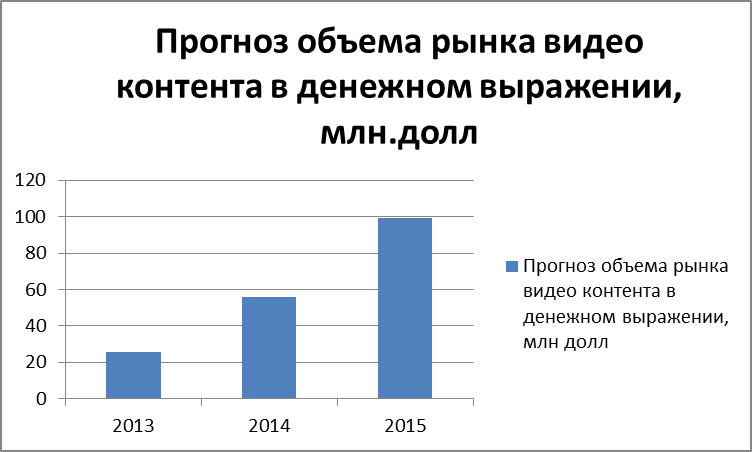 Прогноз объема рынка видео
контента в денежном выражении,
млн.долл
120
100
80
60
40
20
0
2013 2014 2015
Прогноз объема рынка
видео контента в
денежном выражении,
млн долл